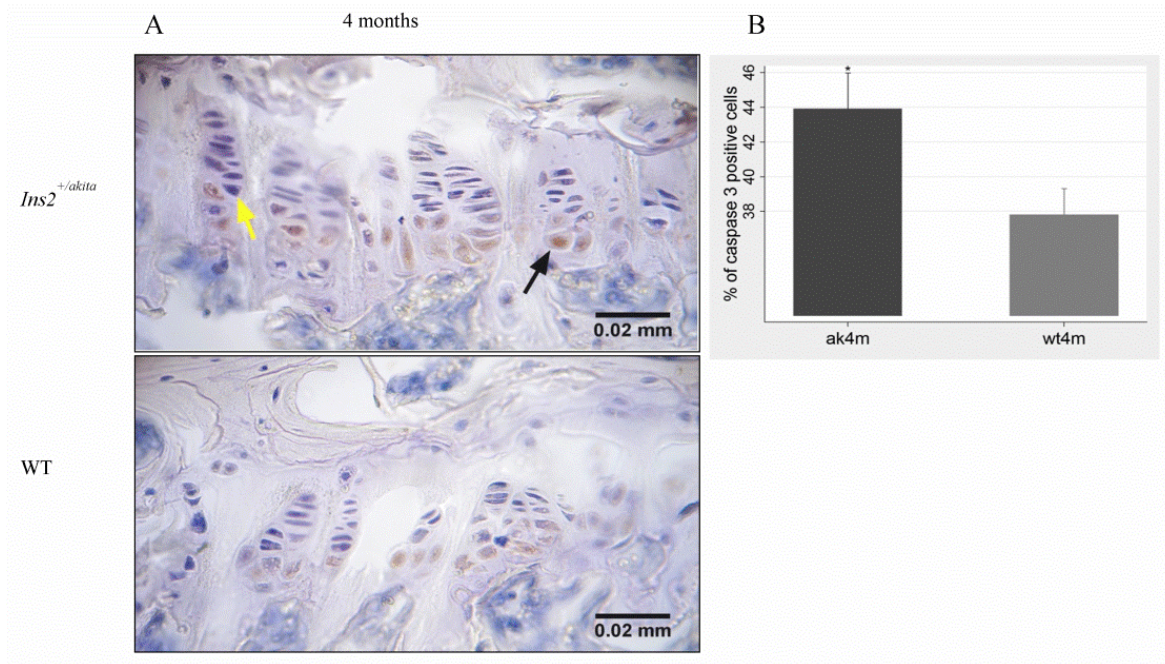 A
4 months
B
Ins2+/akita
0.02 mm
WT
0.02 mm
% of caspase 3 positive cells
46
44
42
40
38
*
ak4m
wt4m